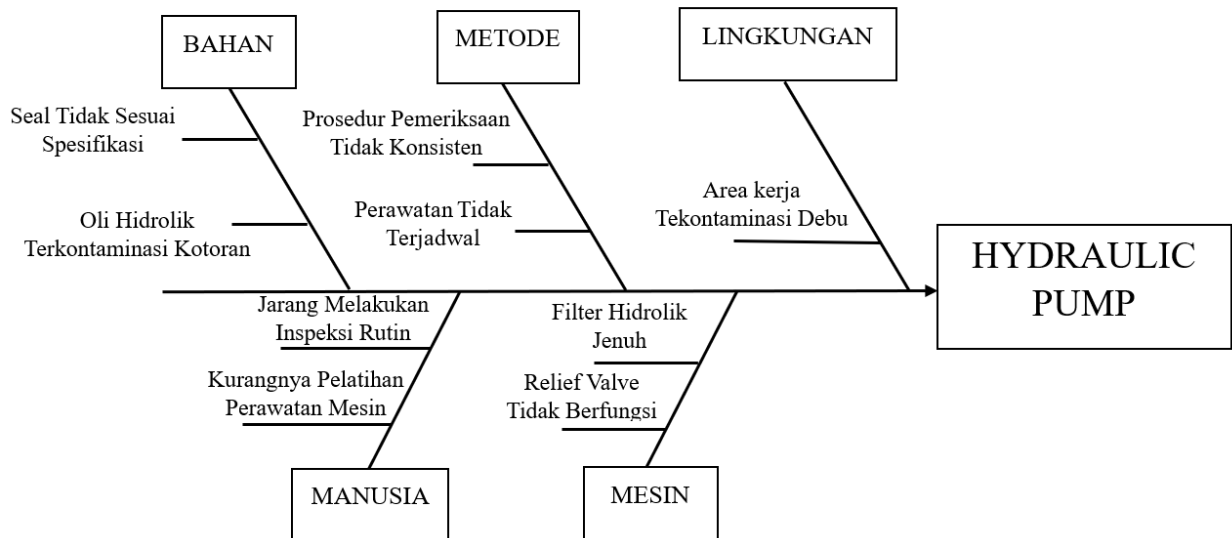 BAHAN
METODE
LINGKUNGAN
Seal Tidak Sesuai
Spesifikasi
Oli Hidrolik
Terkontaminasi Kotoran
Prosedur Pemeriksaan
Tidak Konsisten
Perawatan Tidak
Terjadwal
Area kerja
Tekontaminasi Debu
HYDRAULIC
PUMP
Jarang Melakukan
Inspeksi Rutin
Kurangnya Pelatihan
Perawatan Mesin
Filter Hidrolik
Jenuh
Relief Valve
Tidak Berfungsi
MANUSIA
MESIN